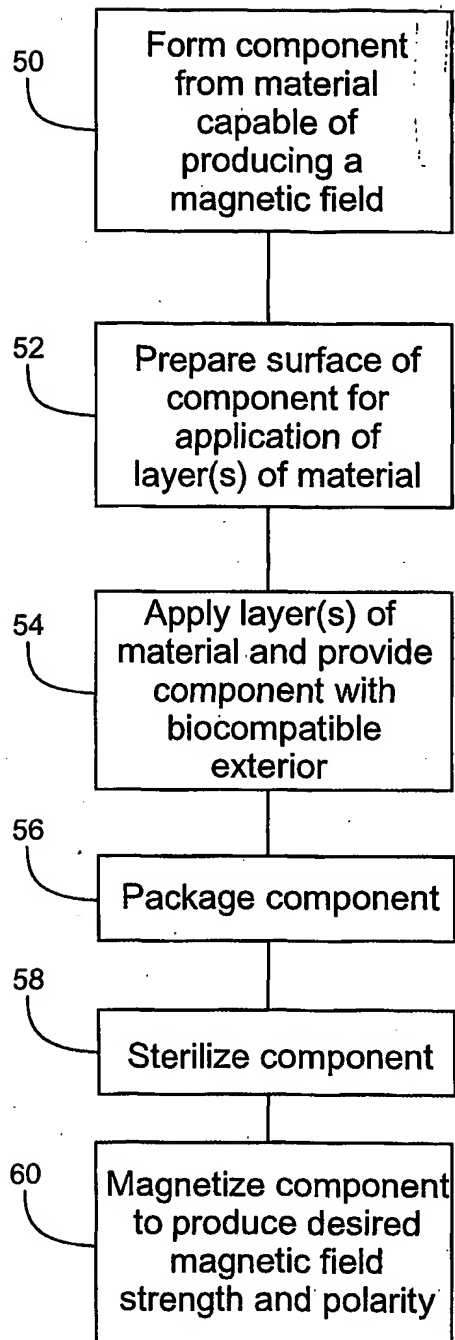 50
Form component
from material
capable of
producing a
magnetic field
52
Prepare surface of
component for
application of
layer(s) of material
54
Apply layer(s) of
material and provide
component with
biocompatible
exterior
56
Package component
58
Sterilize component
60
Magnetize component
to produce desired
magnetic field
strength and polarity